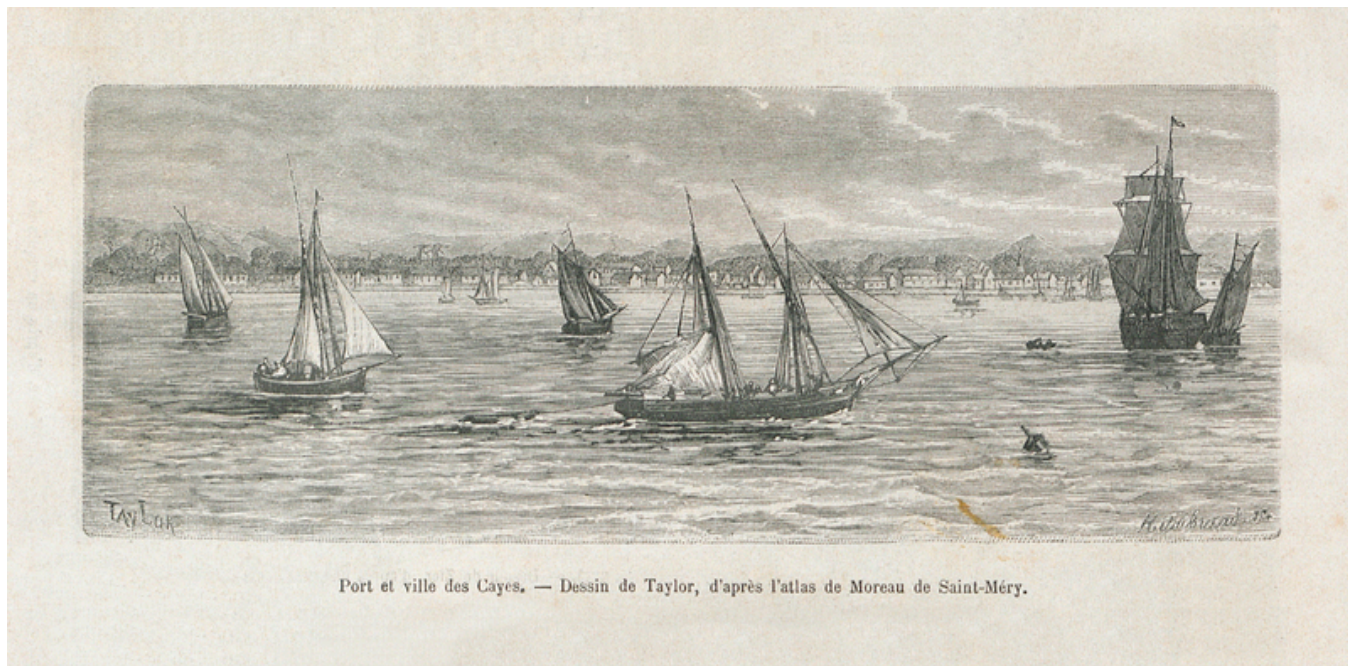 TAYLOR
Port et ville des Cayes. — Dessin de Taylor, d'après l'atlas de Moreau de Saint-Méry.